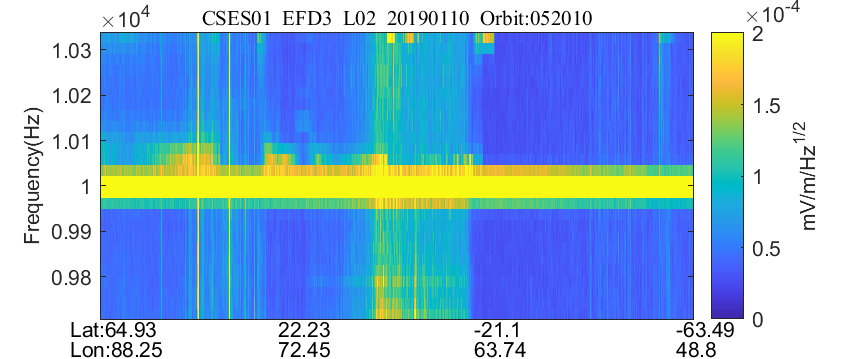 ×10⁴ CSES01 EFD3 L02 20190110 Orbit:052010 ×10⁻⁴
1.03
1.02
1.01
1
0.99
0.98
Frequency(Hz)
2
1.5
1
0.5
0
mV/m/Hz^1/2
Lat:64.93 22.23 -21.1 -63.49
Lon:88.25 72.45 63.74 48.8